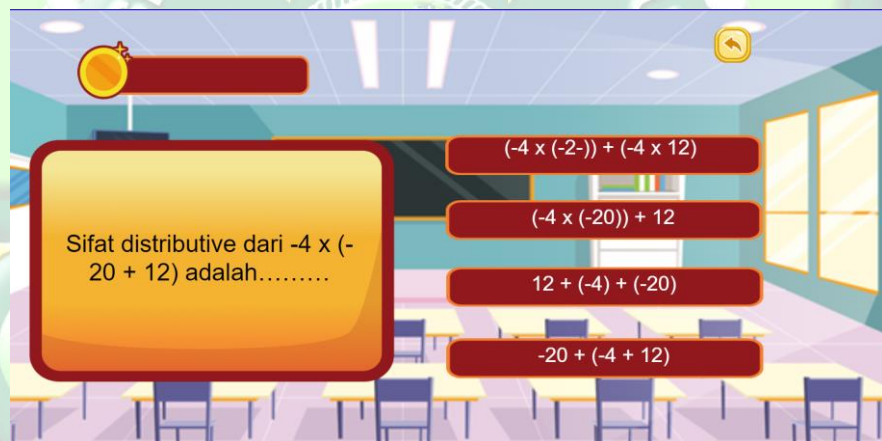 Sifat distributive dari -4 x (-
20 + 12) adalah………
(-4 x (-2-)) + (-4 x 12)
(-4 x (-20)) + 12
12 + (-4) + (-20)
-20 + (-4 + 12)